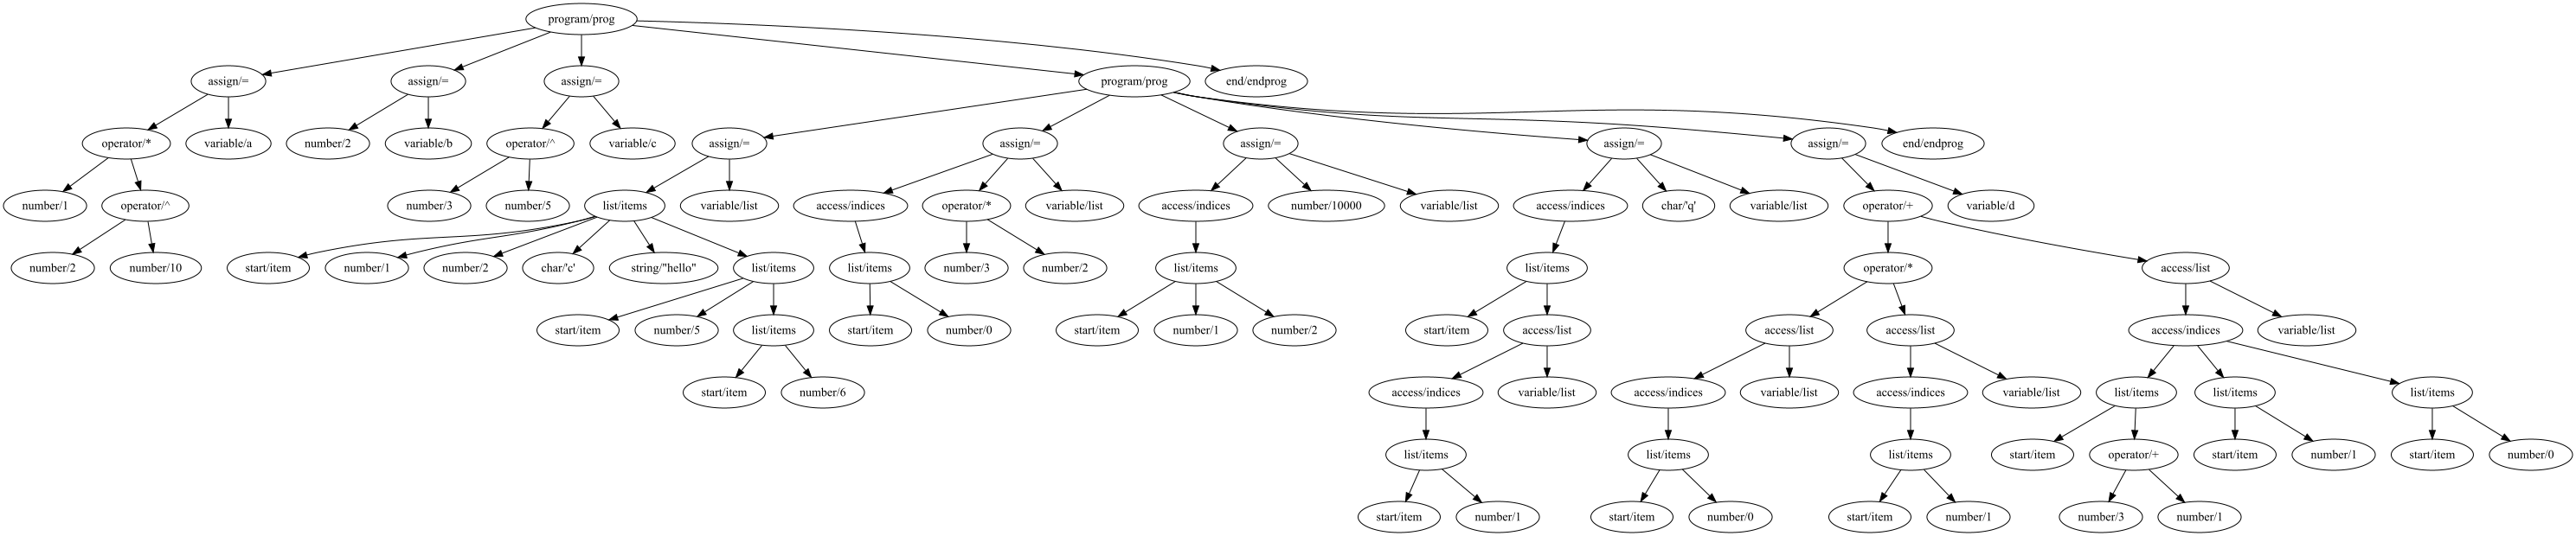 program/prog
assign/=
assign/=
assign/=
program/prog
end/endprog
operator/*
variable/a
number/2
variable/b
operator/^
variable/c
assign/=
assign/=
assign/=
assign/=
assign/=
end/endprog
number/1
operator/^
number/3
number/5
list/items
variable/list
access/indices
operator/*
variable/list
access/indices
number/10000
variable/list
access/indices
char/'q'
variable/list
operator/+
variable/d
number/2
number/10
start/item
number/1
number/2
char/'c'
string/"hello"
list/items
list/items
number/3
number/2
list/items
list/items
operator/*
access/list
start/item
number/5
list/items
start/item
number/0
start/item
number/1
number/2
start/item
access/list
access/list
access/list
access/indices
variable/list
start/item
number/6
access/indices
variable/list
access/indices
variable/list
access/indices
variable/list
list/items
list/items
list/items
list/items
list/items
list/items
start/item
operator/+
start/item
number/1
start/item
number/0
start/item
number/1
start/item
number/0
start/item
number/1
number/3
number/1